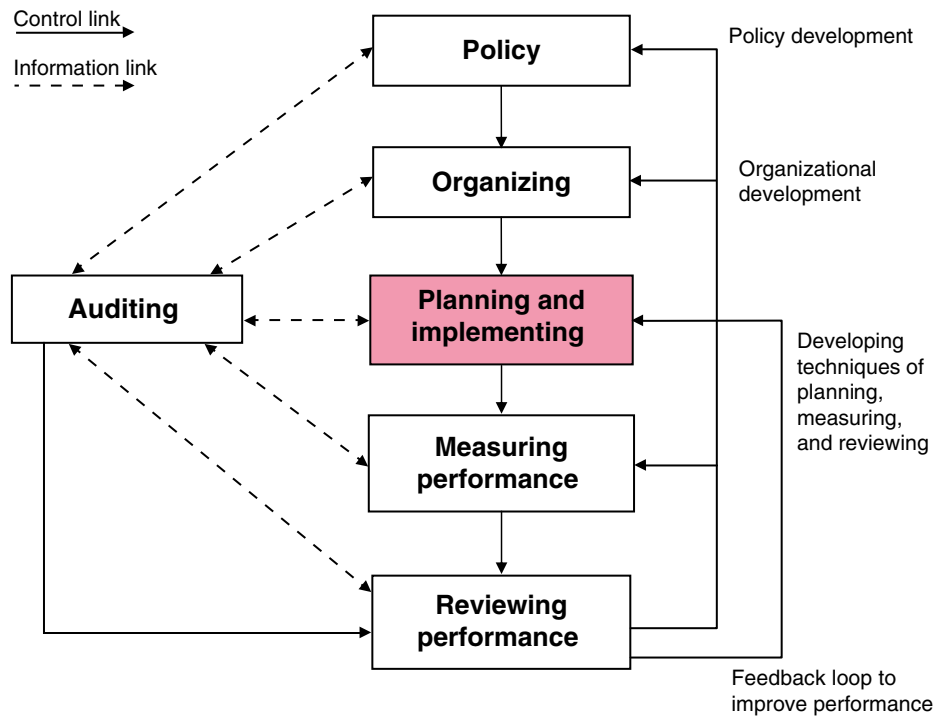 Control link
Information link
Policy
Policy development
Organizing
Organizational
development
Auditing
Planning and
implementing
Developing
techniques of
planning,
measuring,
and reviewing
Measuring
performance
Reviewing
performance
Feedback loop to
improve performance